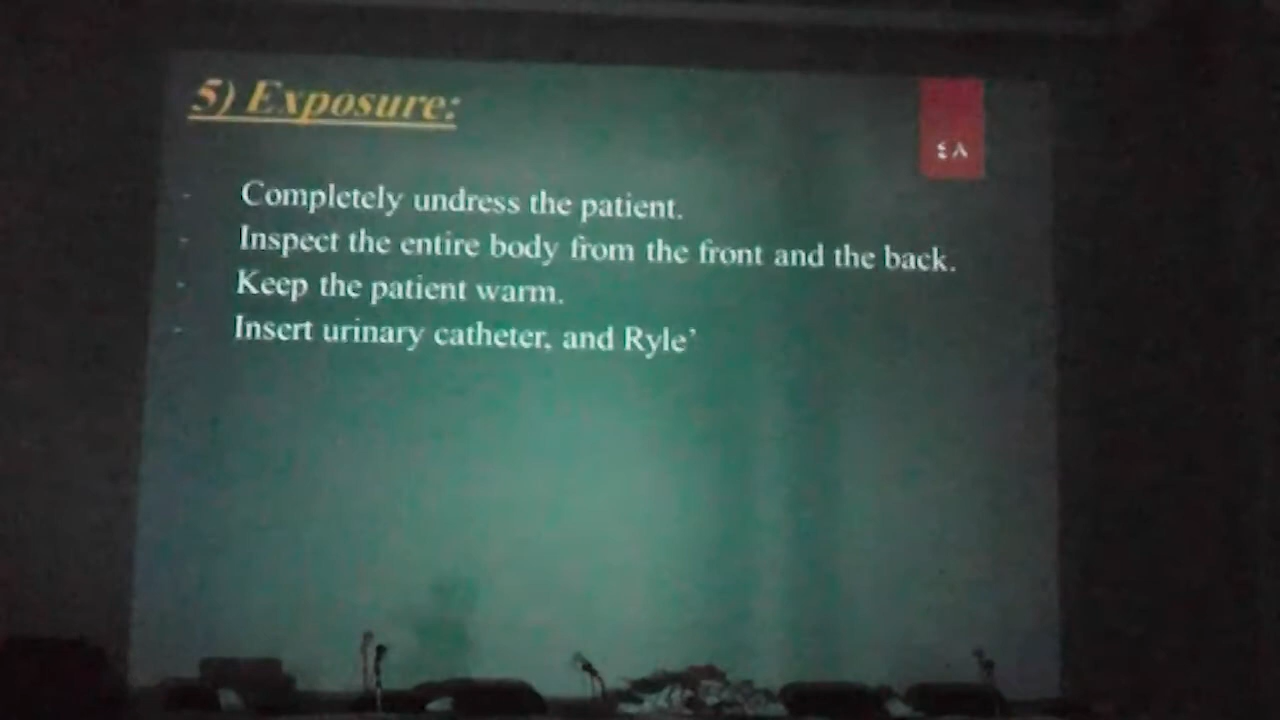 5) Exposure:
٤٨
- Completely undress the patient.
- Inspect the entire body from the front and the back.
- Keep the patient warm.
- Insert urinary catheter, and Ryle’